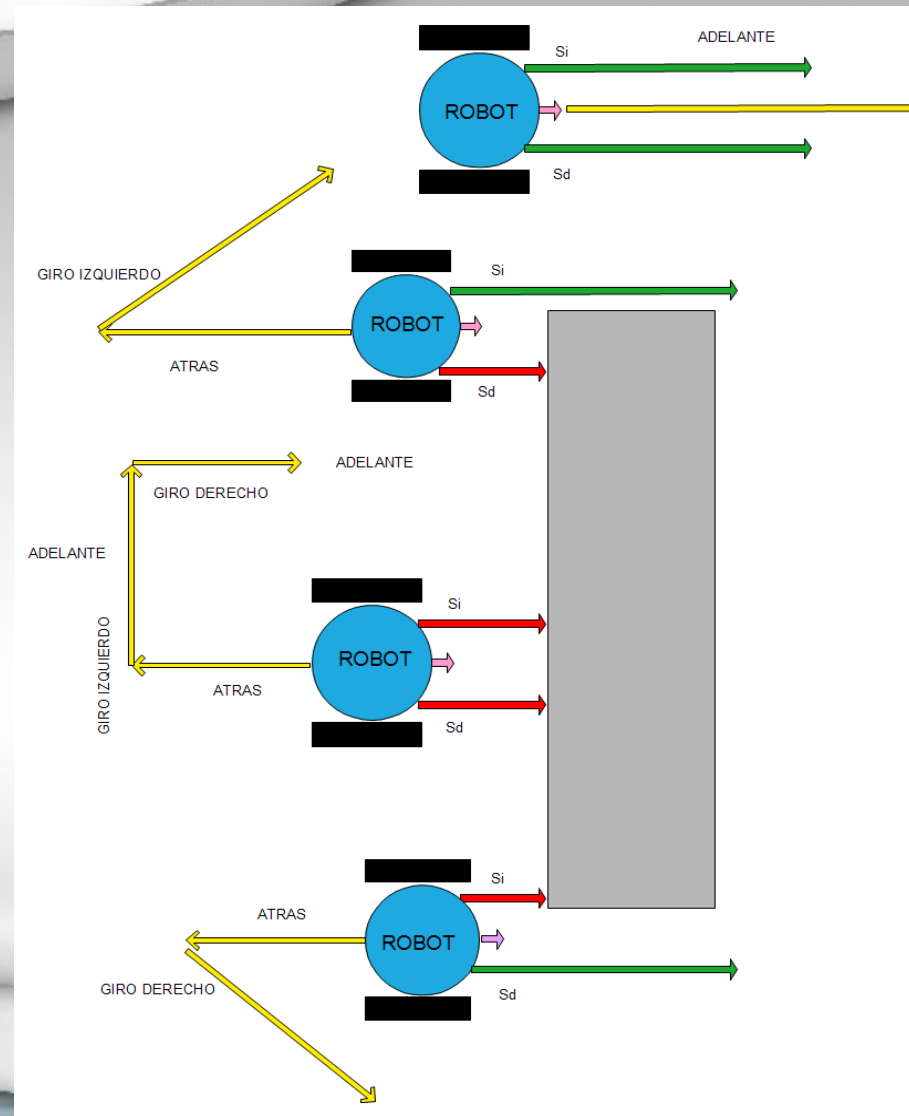 Si
ADELANTE
ROBOT
Sd
GIRO IZQUIERDO
Si
ROBOT
ATRAS
Sd
ADELANTE
GIRO DERECHO
ADELANTE
GIRO IZQUIERDO
Si
ROBOT
ATRAS
Sd
Si
ATRAS
ROBOT
GIRO DERECHO
Sd